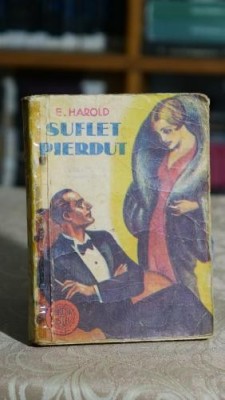 E. HAROLD
SUFLET
PIERDUT